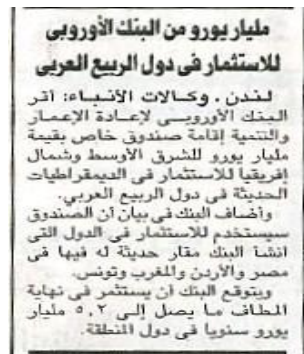 مليار يورو من البنك الأوروبى
للاستثمار فى دول الربيع العربى
لندن. وكالات الأنباء: أقر
البنك الأوروبى لإعادة الإعمار
والتنمية إقامة صندوق خاص بقيمة
مليار يورو للشرق الأوسط وشمال
إفريقيا للاستثمار فى الديمقراطيات
الحديثة فى دول الربيع العربي.
وأضاف البنك فى بيان أن الصندوق
سيستخدم للاستثمار فى الدول التى
انشأ البنك مقار حديثة له فيها فى
مصر والأردن والمغرب وتونس.
ويتوقع البنك أن يستثمر فى نهاية
المطاف ما يصل إلى ٥,٢ مليار
يورو سنويا فى دول المنطقة.